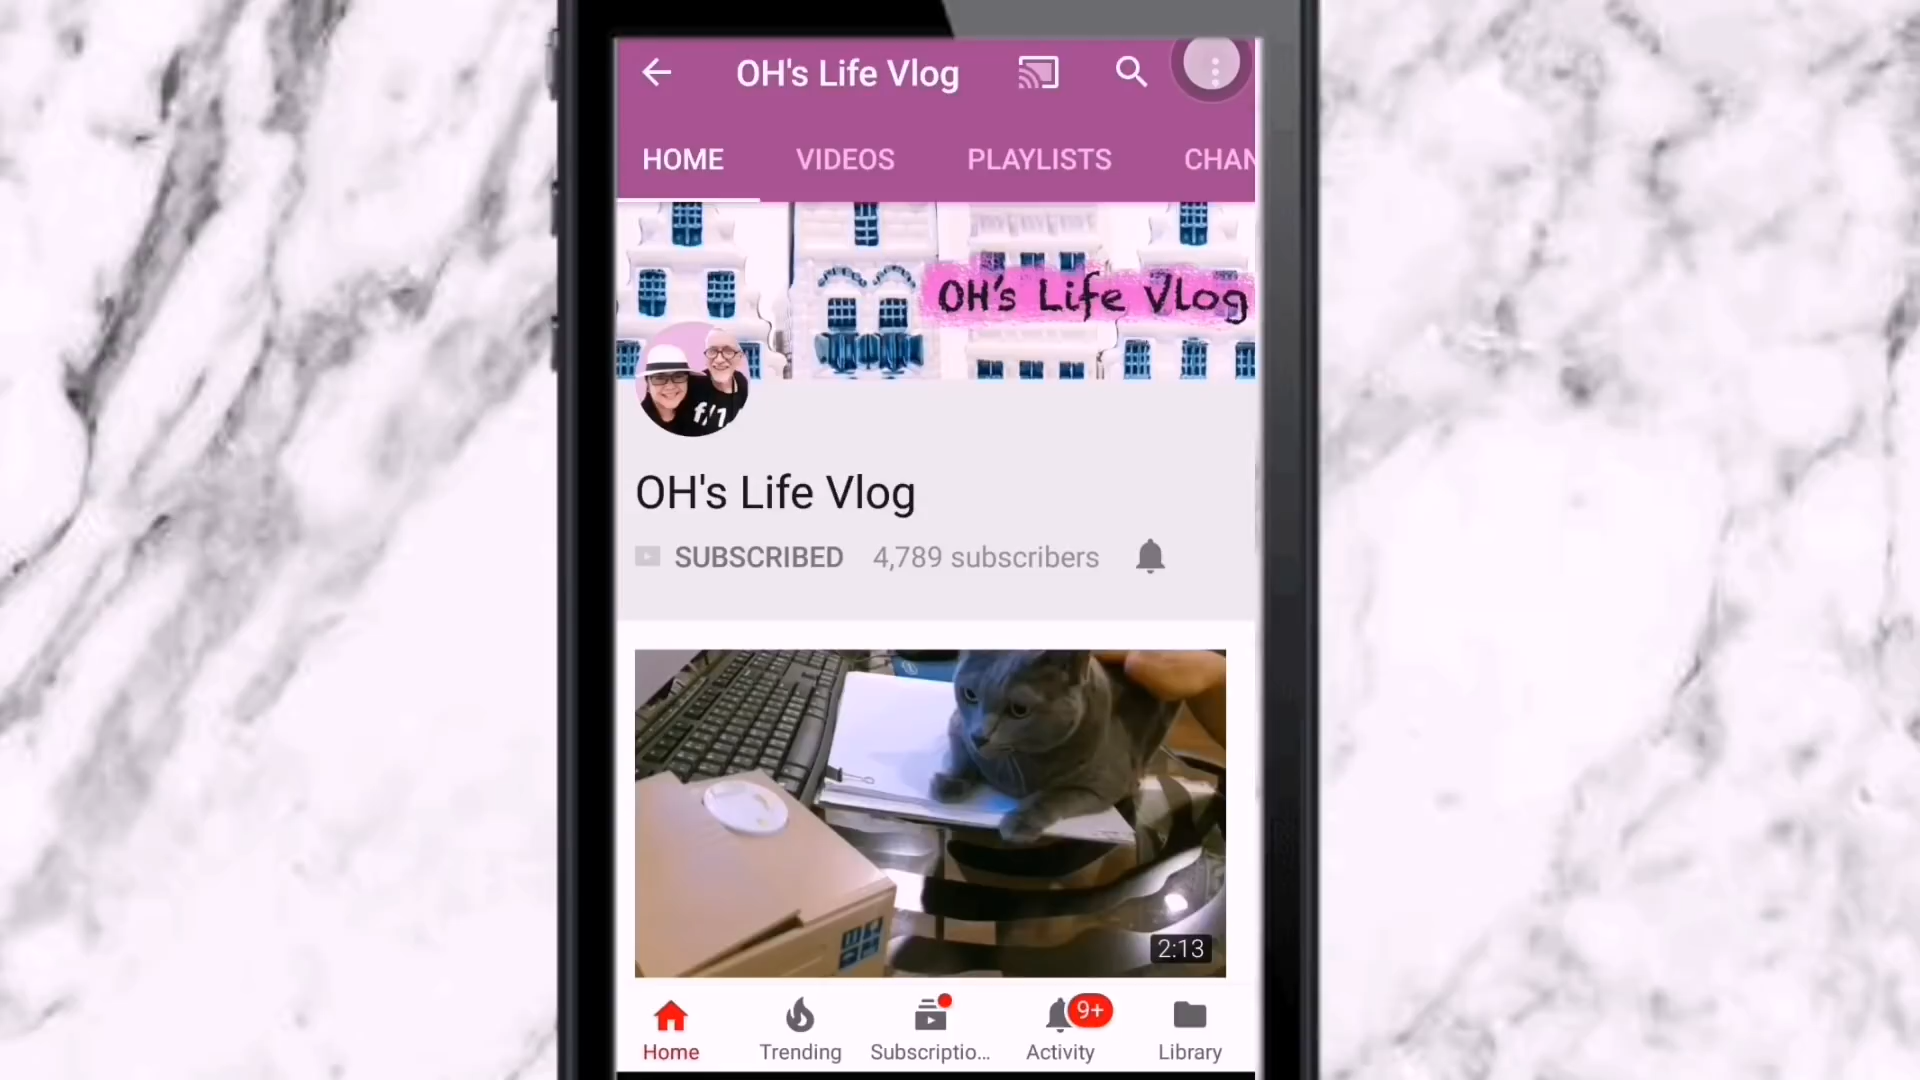 OH's Life Vlog
HOME VIDEOS PLAYLISTS CHAN
OH's Life Vlog
f/1
OH's Life Vlog
SUBSCRIBED 4,789 subscribers
2:13
9+
Home Trending Subscriptio... Activity Library